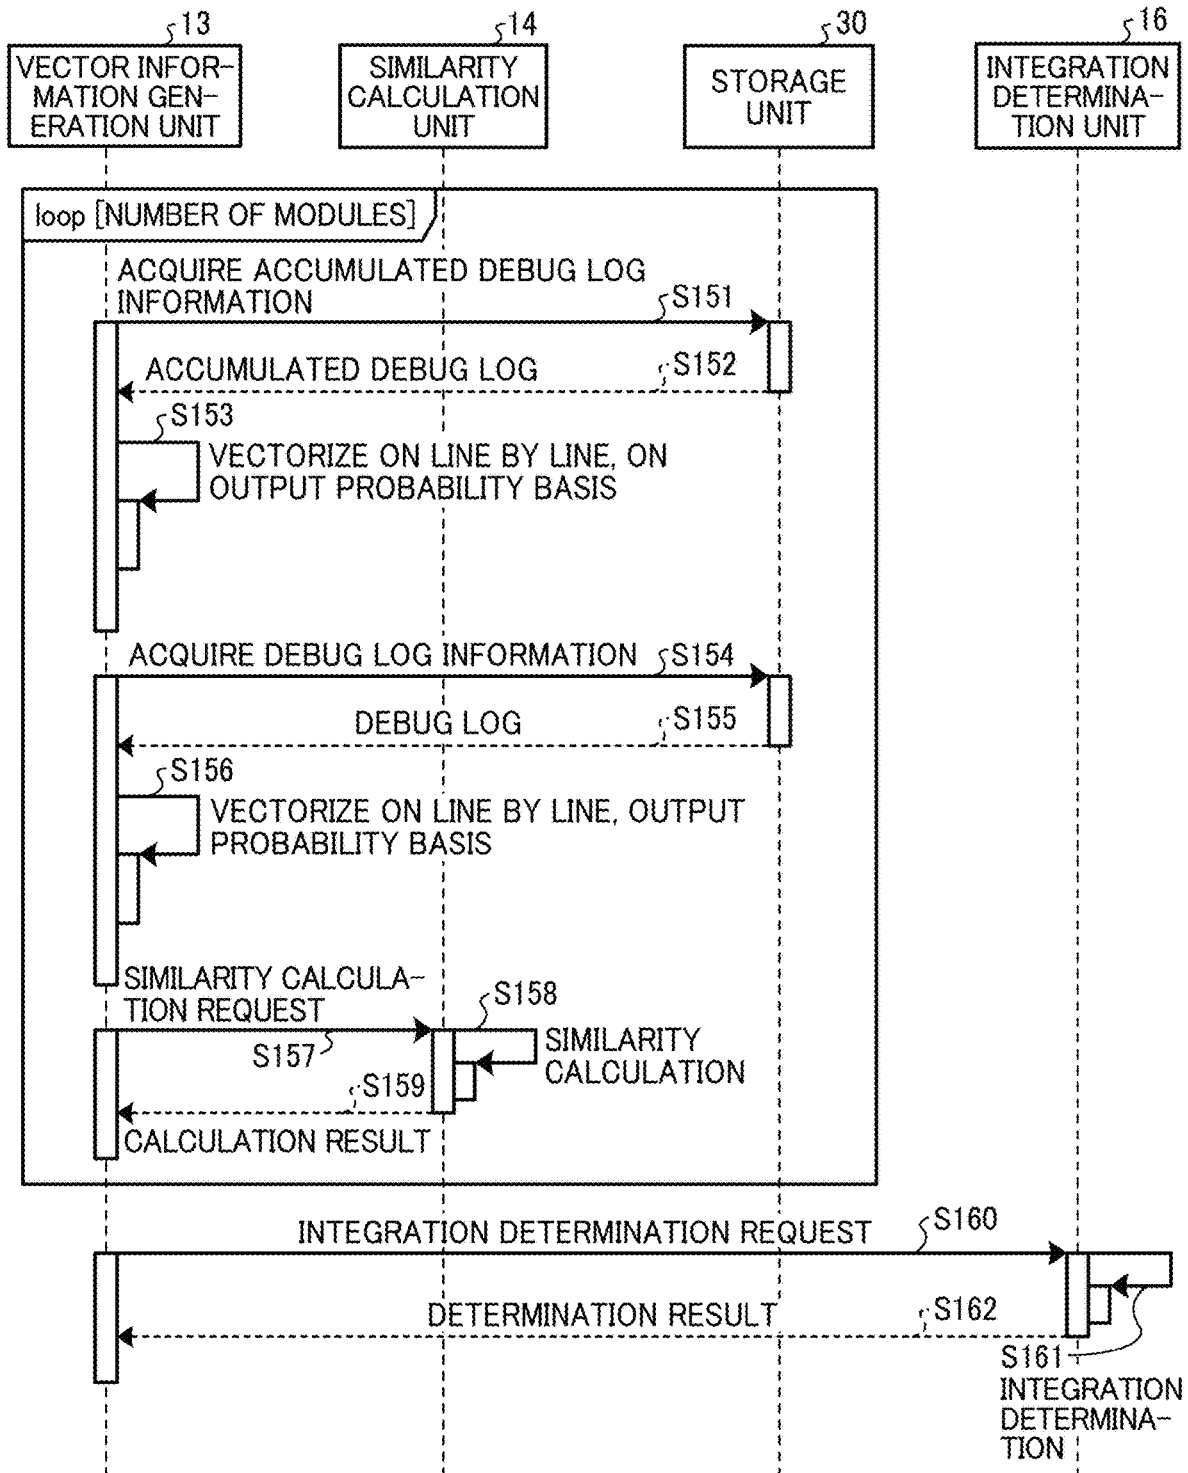 13
VECTOR INFOR-
MATION GEN-
ERATION UNIT
14
SIMILARITY
CALCULATION
UNIT
30
STORAGE
UNIT
16
INTEGRATION
DETERMINA-
TION UNIT
loop [NUMBER OF MODULES]
ACQUIRE ACCUMULATED DEBUG LOG
INFORMATION
S151
ACCUMULATED DEBUG LOG
S152
S153
VECTORIZE ON LINE BY LINE, ON
OUTPUT PROBABILITY BASIS
ACQUIRE DEBUG LOG INFORMATION
S154
DEBUG LOG
S155
S156
VECTORIZE ON LINE BY LINE, OUTPUT
PROBABILITY BASIS
SIMILARITY CALCULA-
TION REQUEST
S157
S158
SIMILARITY
CALCULATION
S159
CALCULATION RESULT
INTEGRATION DETERMINATION REQUEST
S160
DETERMINATION RESULT
S162
S161
INTEGRATION
DETERMINA-
TION